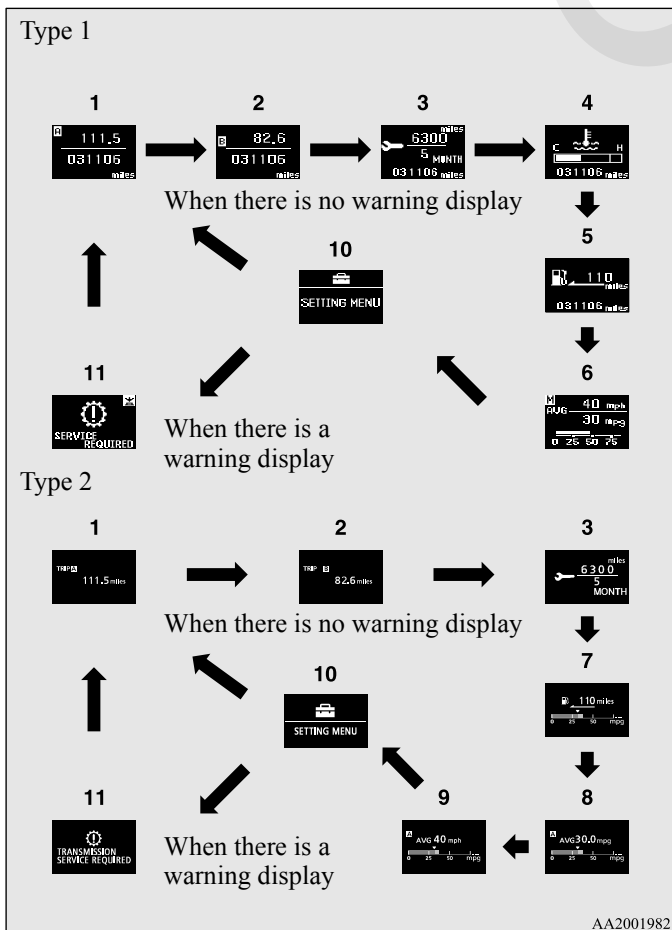 Type 1
1
2
3
4
A 111.5
031106
miles
B 82.6
031106
miles
miles
6300
5 MONTH
031106 miles
C H
031106 miles
When there is no warning display
5
110
miles
031106 miles
10
SETTING MENU
11
SERVICE
REQUIRED
6
M
AVG 40 mph
30 mpg
0 25 50 75
When there is a
warning display
Type 2
1
2
3
TRIP A
111.5 miles
TRIP B
82.6 miles
miles
6300
5
MONTH
When there is no warning display
7
110 miles
0 25 50 mpg
10
SETTING MENU
11
TRANSMISSION
SERVICE REQUIRED
When there is a
warning display
9
A AVG 40 mph
0 25 50 mpg
8
A AVG30.0mpg
0 25 50 mpg
AA2001982